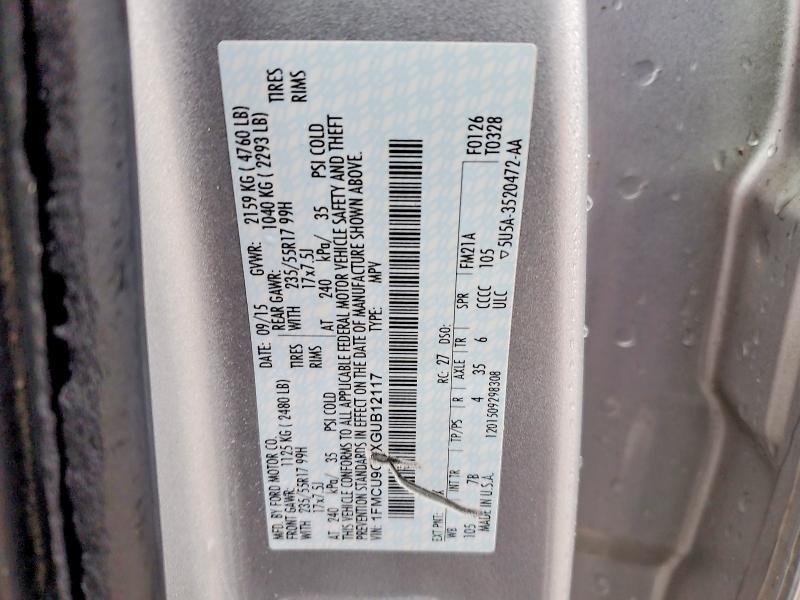 MFD. BY FORD MOTOR CO.
DATE: 09/15 GVWR: 2159 KG ( 4760 LB)
FRONT GAWR: 1125 KG ( 2480 LB) REAR GAWR: 1040 KG ( 2293 LB)
WITH 235/55R17 99H TIRES WITH 235/55R17 99H TIRES
17x7.5J RIMS 17x7.5J RIMS
AT 240 kPa/ 35 PSI COLD AT 240 kPa/ 35 PSI COLD
THIS VEHICLE CONFORMS TO ALL APPLICABLE FEDERAL MOTOR VEHICLE SAFETY AND THEFT
PREVENTION STANDARDS IN EFFECT ON THE DATE OF MANUFACTURE SHOWN ABOVE.
VIN: 1FMCU9 XGUB12117 TYPE: MPV
F0126
T0328
EXT PNT: RC: 27 DSO:
WB INT TR TP/PS R AXLE TR SPR FM21A
105 7B 4 35 6 CCCC 105
ULC
MADE IN U.S.A. 1201509298308 ▽5U5A-3520472-AA